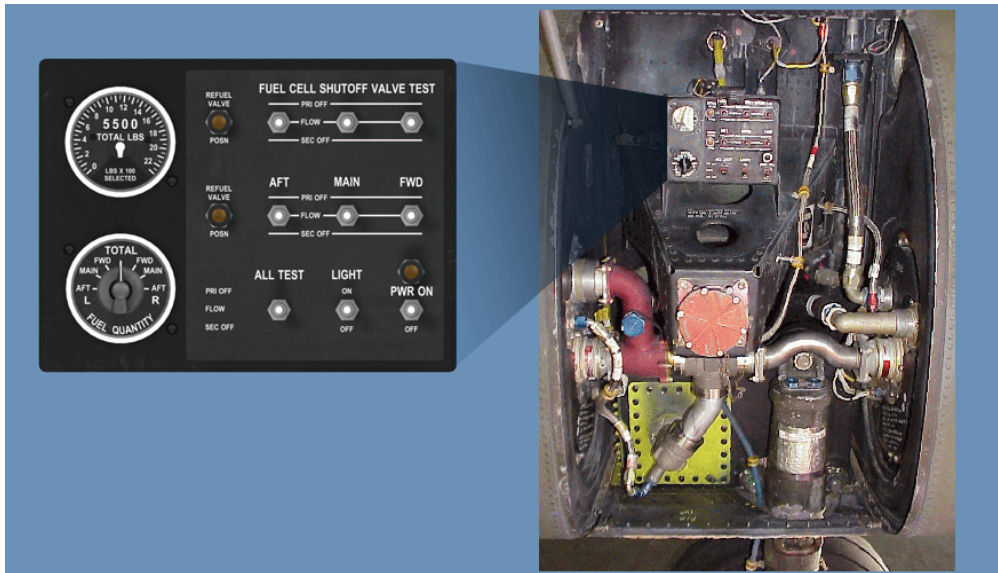 0 2 4 6 8 10 12 14 16 18 20 22
5500
TOTAL LBS
LBS X 100
SELECTED
TOTAL
FWD FWD
MAIN MAIN
AFT AFT
L R
FUEL QUANTITY
FUEL CELL SHUTOFF VALVE TEST
REFUEL
VALVE
POSN
PRI OFF
FLOW
SEC OFF
REFUEL
VALVE
POSN
AFT MAIN FWD
PRI OFF
FLOW
SEC OFF
ALL TEST LIGHT
PWR ON
PRI OFF
FLOW
SEC OFF
ON
OFF
OFF